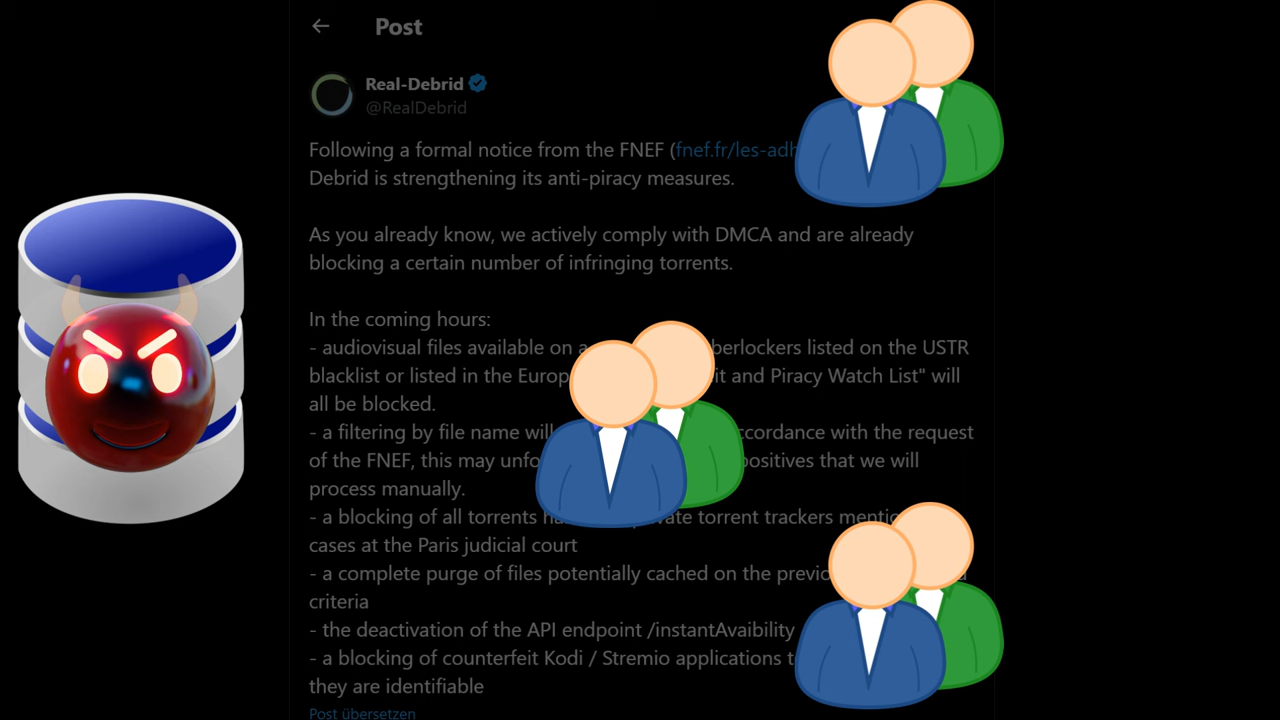 Post
Real-Debrid
@RealDebrid
Following a formal notice from the FNEF (fnef.fr/les-adh
Debrid is strengthening its anti-piracy measures.
As you already know, we actively comply with DMCA and are already
blocking a certain number of infringing torrents.
In the coming hours:
- audiovisual files available on a berlockers listed on the USTR
blacklist or listed in the Europ it and Piracy Watch List" will
all be blocked.
- a filtering by file name will ccordance with the request
of the FNEF, this may unfo positives that we will
process manually.
- a blocking of all torrents torrent trackers mentio
cases at the Paris judicial court
- a complete purge of files potentially cached on the previo
criteria
- the deactivation of the API endpoint /instantAvaibility
- a blocking of counterfeit Kodi / Stremio applications t
they are identifiable
Post übersetzen